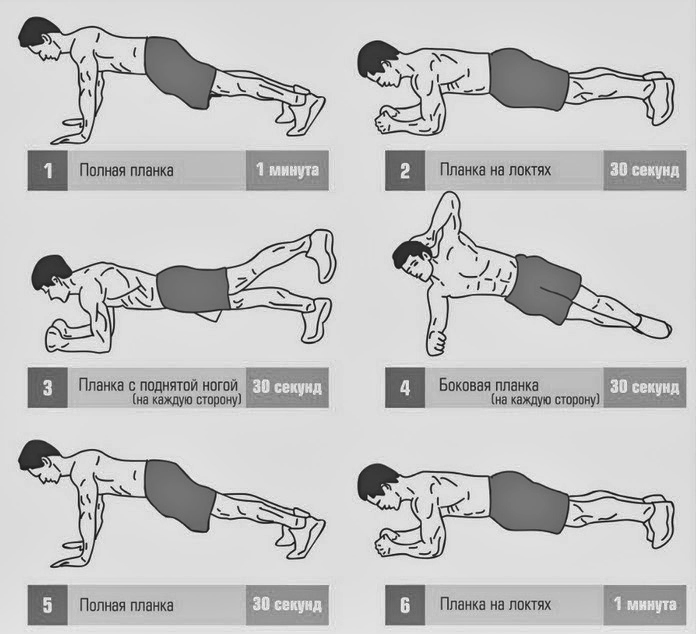 1 Полная планка 1 минута
2 Планка на локтях 30 секунд
3 Планка с поднятой ногой 30 секунд
(на каждую сторону)
4 Боковая планка 30 секунд
(на каждую сторону)
5 Полная планка 30 секунд
6 Планка на локтях 1 минута